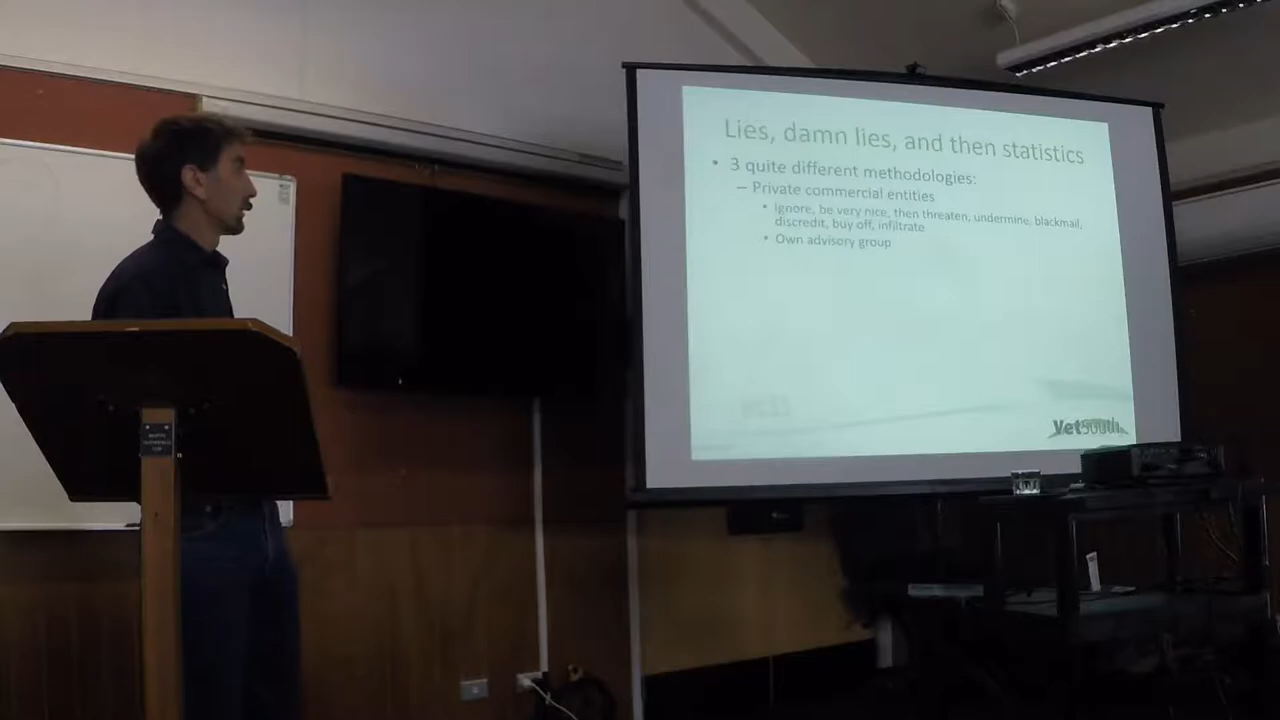 Lies, damn lies, and then statistics
• 3 quite different methodologies:
– Private commercial entities
• Ignore, be very nice, then threaten, undermine, blackmail,
discredit, buy off, infiltrate
• Own advisory group
VetSouth